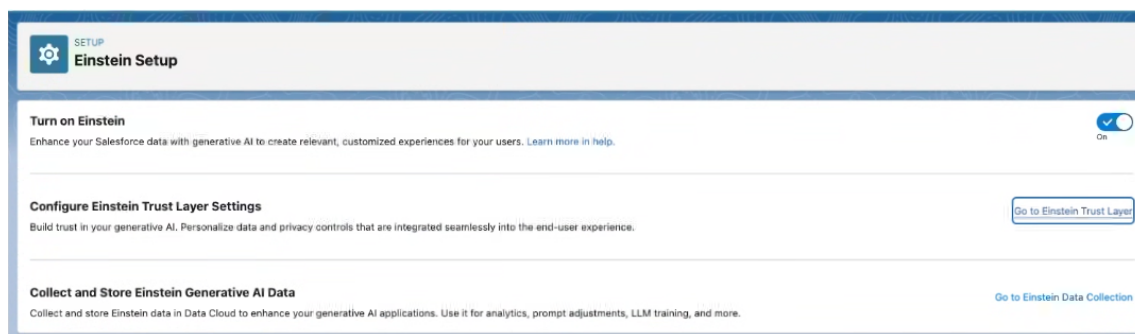 SETUP
Einstein Setup
Turn on Einstein
Enhance your Salesforce data with generative AI to create relevant, customized experiences for your users. Learn more in help.
On
Configure Einstein Trust Layer Settings
Go to Einstein Trust Layer
Build trust in your generative AI. Personalize data and privacy controls that are integrated seamlessly into the end-user experience.
Collect and Store Einstein Generative AI Data
Go to Einstein Data Collection
Collect and store Einstein data in Data Cloud to enhance your generative AI applications. Use it for analytics, prompt adjustments, LLM training, and more.